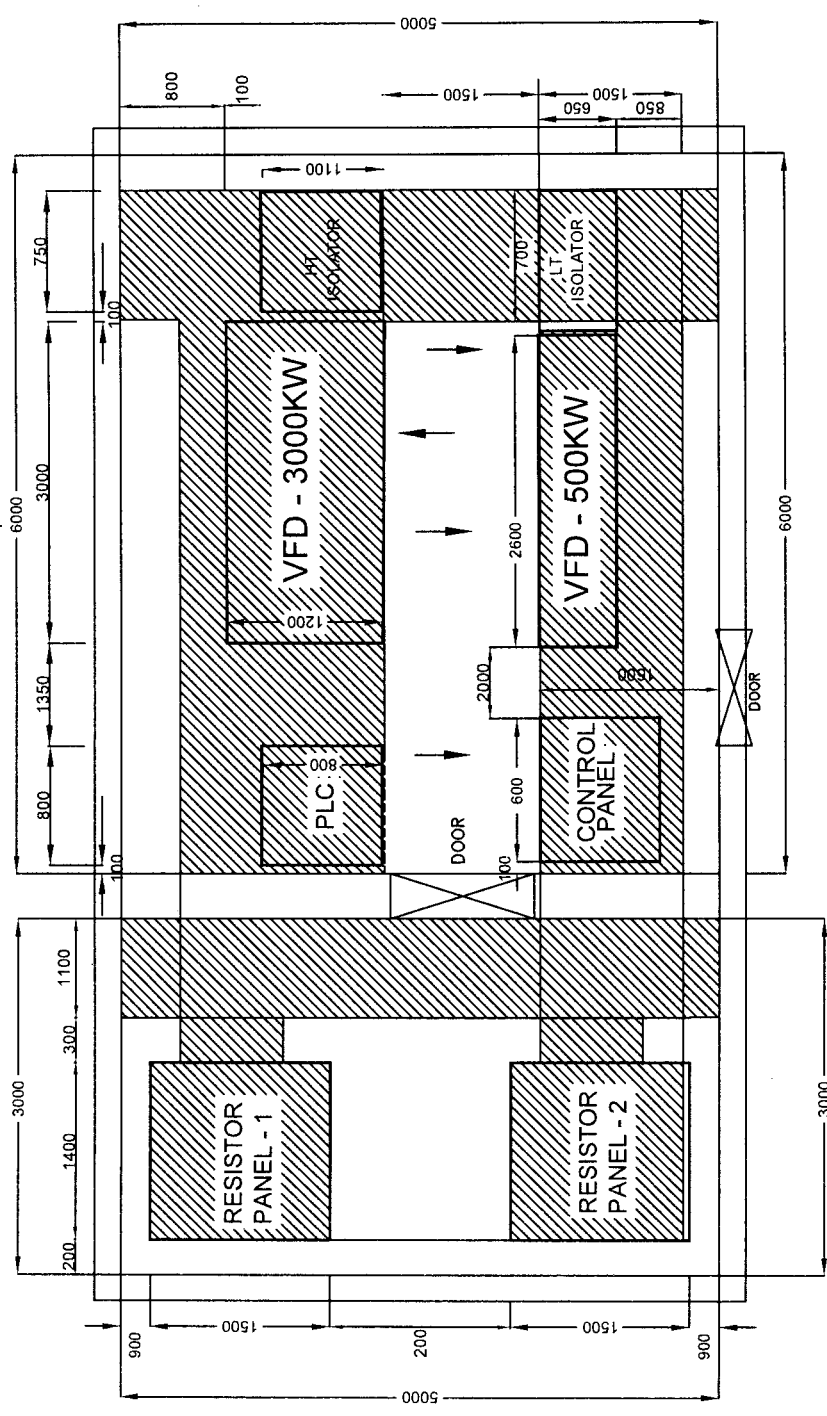 5000
800
100
1500
1500
650
850
6000
750
100
3000
1350
800
100
1100
HT
ISOLATOR
700
LT
ISOLATOR
VFD - 3000KW
1200
2600
VFD - 500KW
2000
1600
DOOR
PLC
800
600
CONTROL
PANEL
DOOR
100
6000
3000
1100
300
1400
200
RESISTOR
PANEL - 1
RESISTOR
PANEL - 2
3000
900
1500
200
1500
900
5000